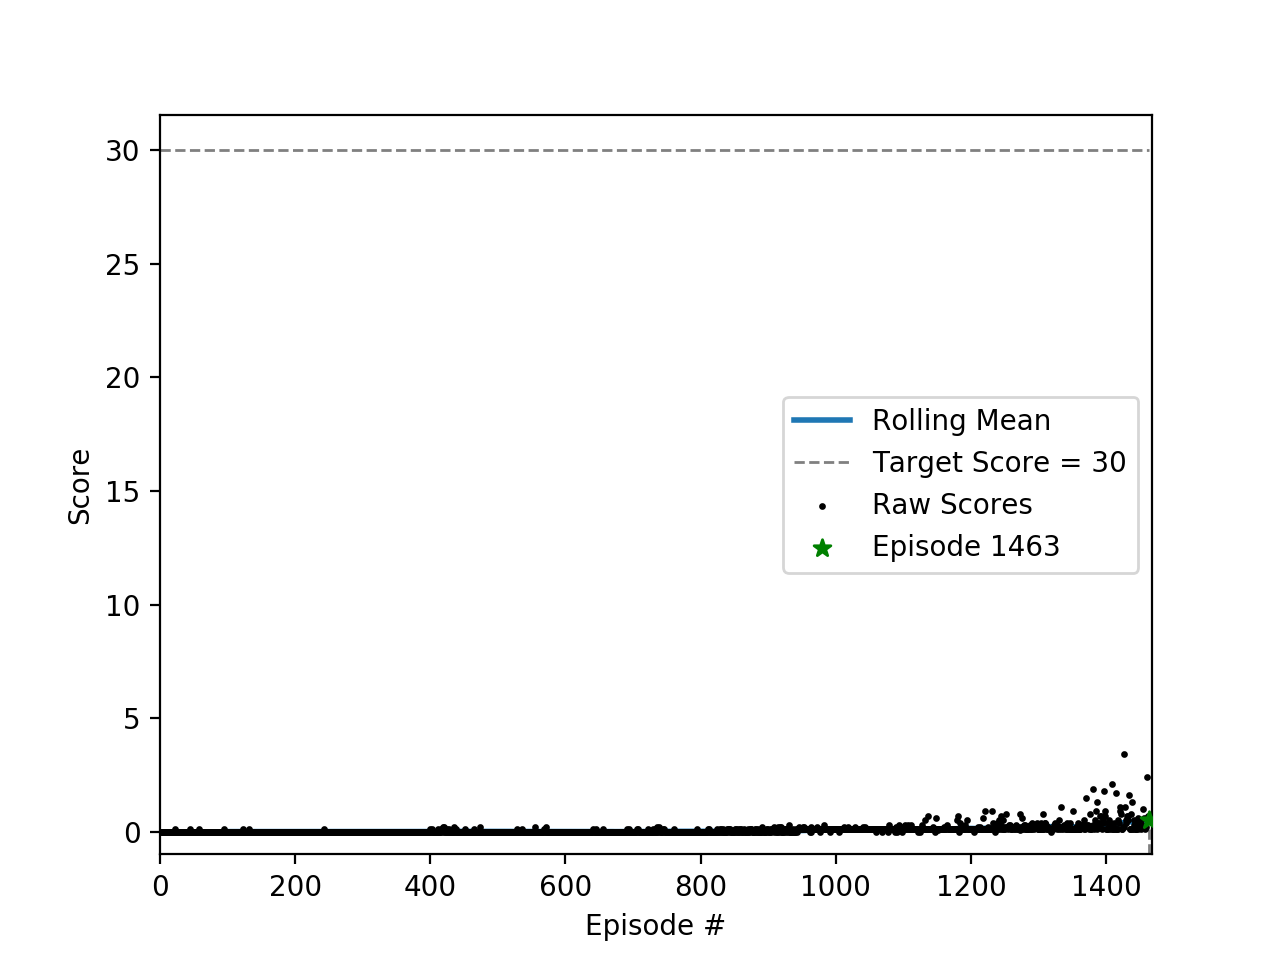 30
25
20
15
10
5
0
Score
Rolling Mean
Target Score = 30
Raw Scores
Episode 1463
0 200 400 600 800 1000 1200 1400
Episode #